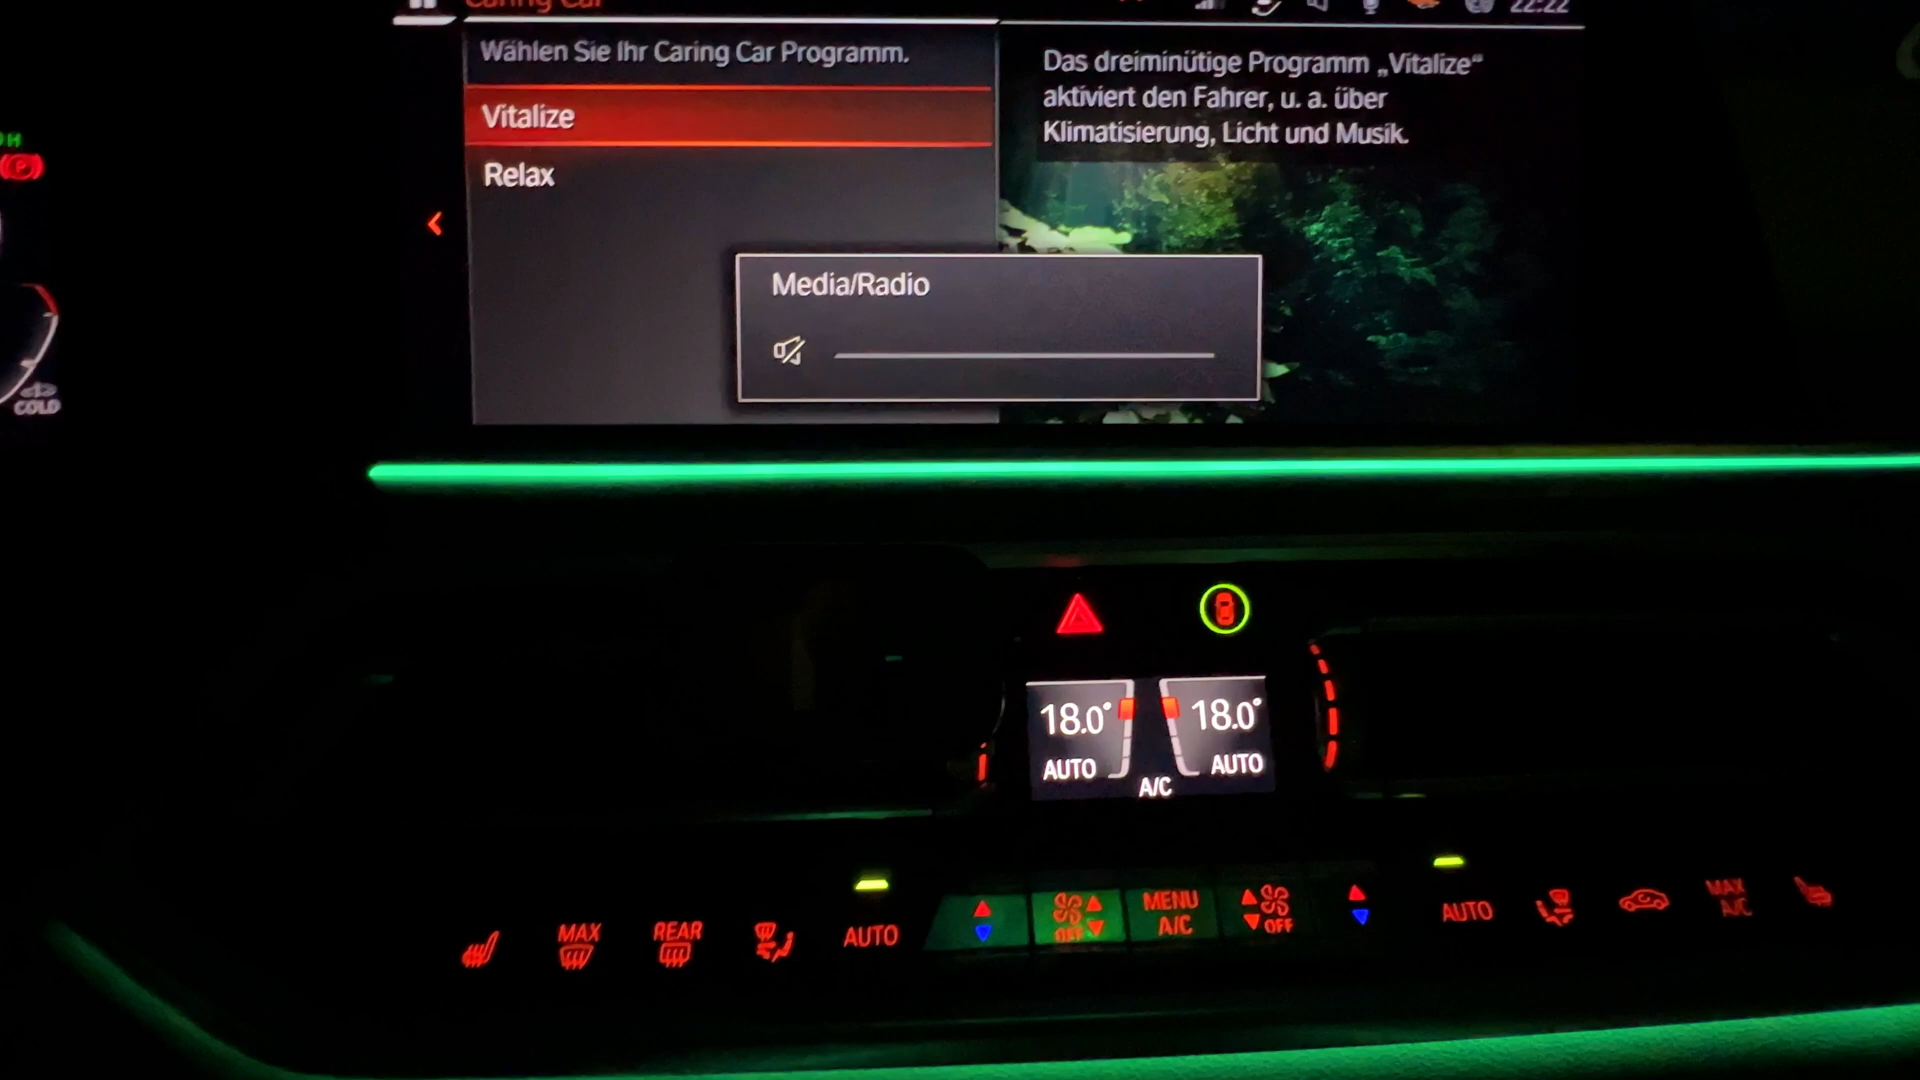 Caring Car
22:22
Wählen Sie Ihr Caring Car Programm.
Vitalize
Relax
Das dreiminütige Programm „Vitalize“
aktiviert den Fahrer, u. a. über
Klimatisierung, Licht und Musik.
Media/Radio
H
P
COLD
18.0° 18.0°
AUTO AUTO
A/C
MAX
REAR
AUTO
OFF
MENU
A/C
OFF
AUTO
MAX
A/C